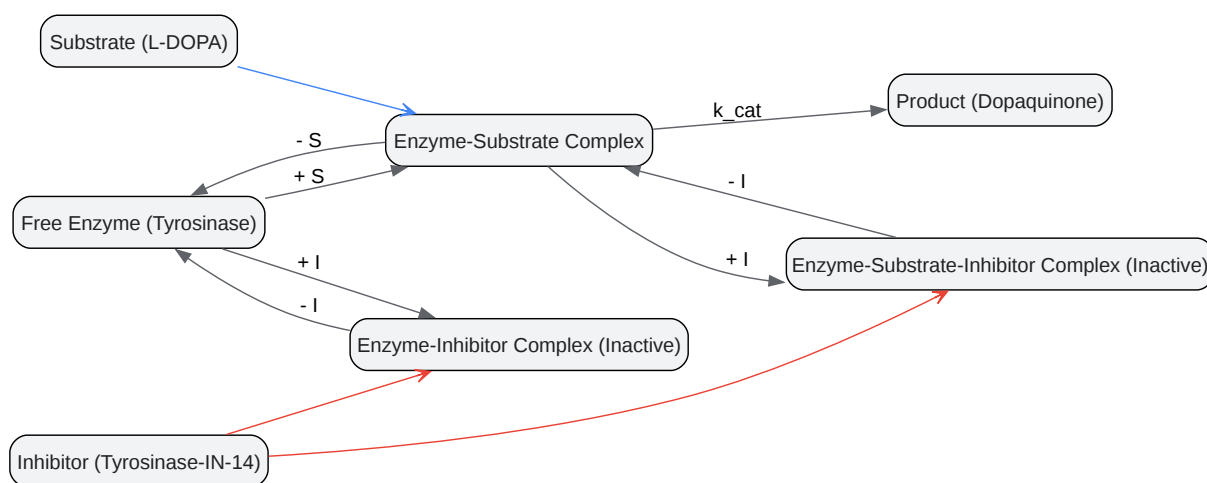 Substrate (L-DOPA)
Product (Dopaquinone)
k_cat
Enzyme-Substrate Complex
- S
+ S
- I
Free Enzyme (Tyrosinase)
+ I
+ I
Enzyme-Substrate-Inhibitor Complex (Inactive)
- I
Enzyme-Inhibitor Complex (Inactive)
Inhibitor (Tyrosinase-IN-14)